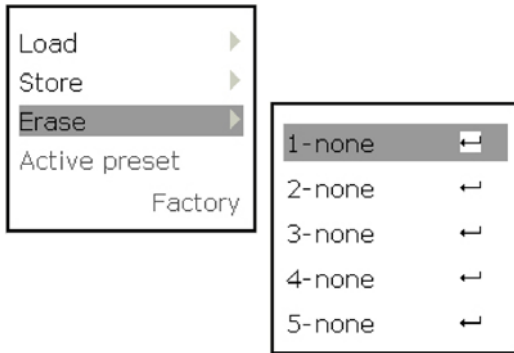 Load
Store
Erase
Active preset
Factory
1-none
2-none
3-none
4-none
5-none